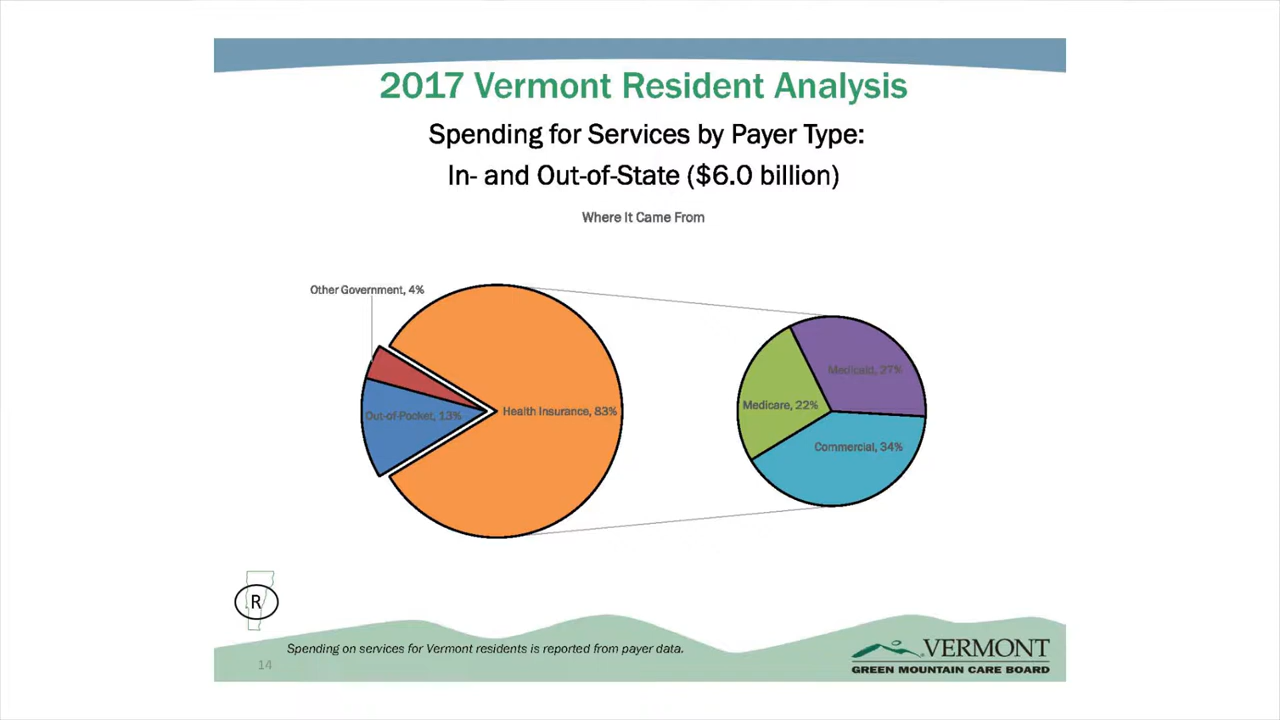 2017 Vermont Resident Analysis
Spending for Services by Payer Type:
In- and Out-of-State ($6.0 billion)
Where It Came From
Other Government, 4%
Out-of-Pocket, 13%
Health Insurance, 83%
Medicaid, 27%
Medicare, 22%
Commercial, 34%
R
Spending on services for Vermont residents is reported from payer data.
14
VERMONT
GREEN MOUNTAIN CARE BOARD